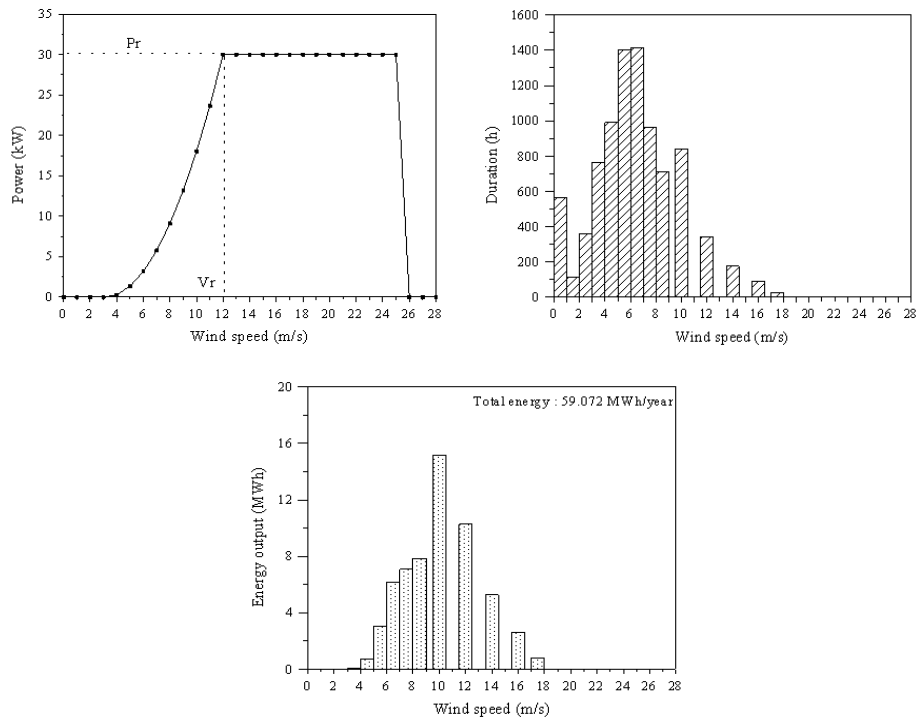 35
30
25
20
15
10
5
0
Power (kW)
Pr
Vr
0 2 4 6 8 10 12 14 16 18 20 22 24 26 28
Wind speed (m/s)
1600
1400
1200
1000
800
600
400
200
0
Duration (h)
0 2 4 6 8 10 12 14 16 18 20 22 24 26 28
Wind speed (m/s)
20
16
12
8
4
0
Energy output (MWh)
Total energy : 59.072 MWh/year
0 2 4 6 8 10 12 14 16 18 20 22 24 26 28
Wind speed (m/s)